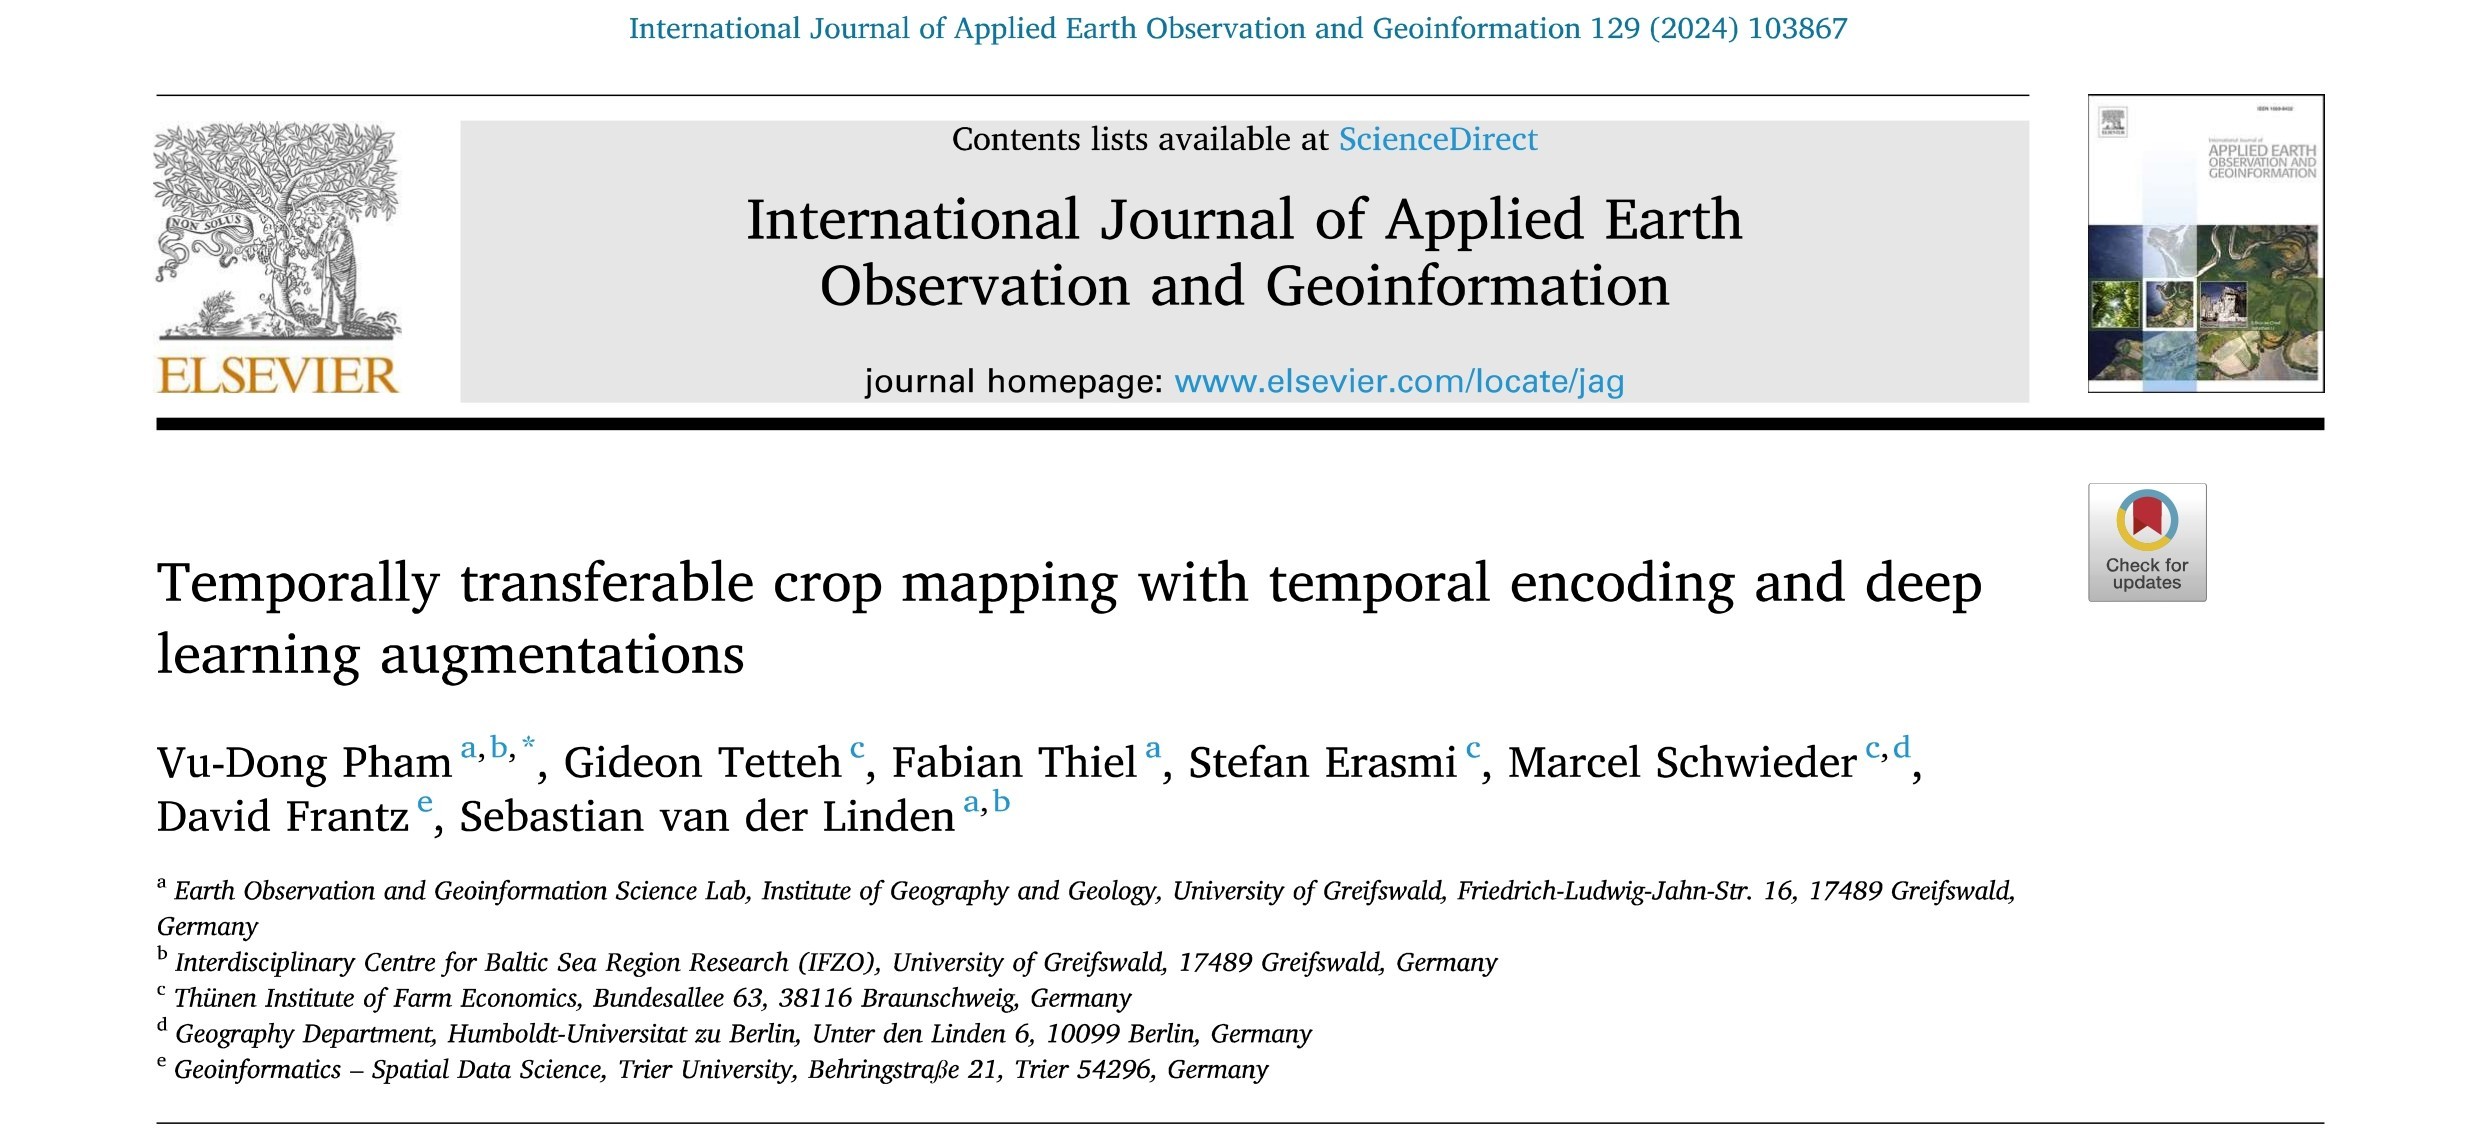 International Journal of Applied Earth Observation and Geoinformation 129 (2024) 103867
Contents lists available at ScienceDirect
International Journal of Applied Earth
Observation and Geoinformation
journal homepage: www.elsevier.com/locate/jag
NON SOLUS
ELSEVIER
ELSEVIER
International Journal of
APPLIED EARTH
OBSERVATION AND
GEOINFORMATION
Check for
updates
Temporally transferable crop mapping with temporal encoding and deep
learning augmentations
Vu-Dong Pham a,b,*, Gideon Tetteh c, Fabian Thiel a, Stefan Erasmi c, Marcel Schwieder c,d,
David Frantz e, Sebastian van der Linden a,b
a Earth Observation and Geoinformation Science Lab, Institute of Geography and Geology, University of Greifswald, Friedrich-Ludwig-Jahn-Str. 16, 17489 Greifswald,
Germany
b Interdisciplinary Centre for Baltic Sea Region Research (IFZO), University of Greifswald, 17489 Greifswald, Germany
c Thünen Institute of Farm Economics, Bundesallee 63, 38116 Braunschweig, Germany
d Geography Department, Humboldt-Universitat zu Berlin, Unter den Linden 6, 10099 Berlin, Germany
e Geoinformatics – Spatial Data Science, Trier University, Behringstraße 21, Trier 54296, Germany